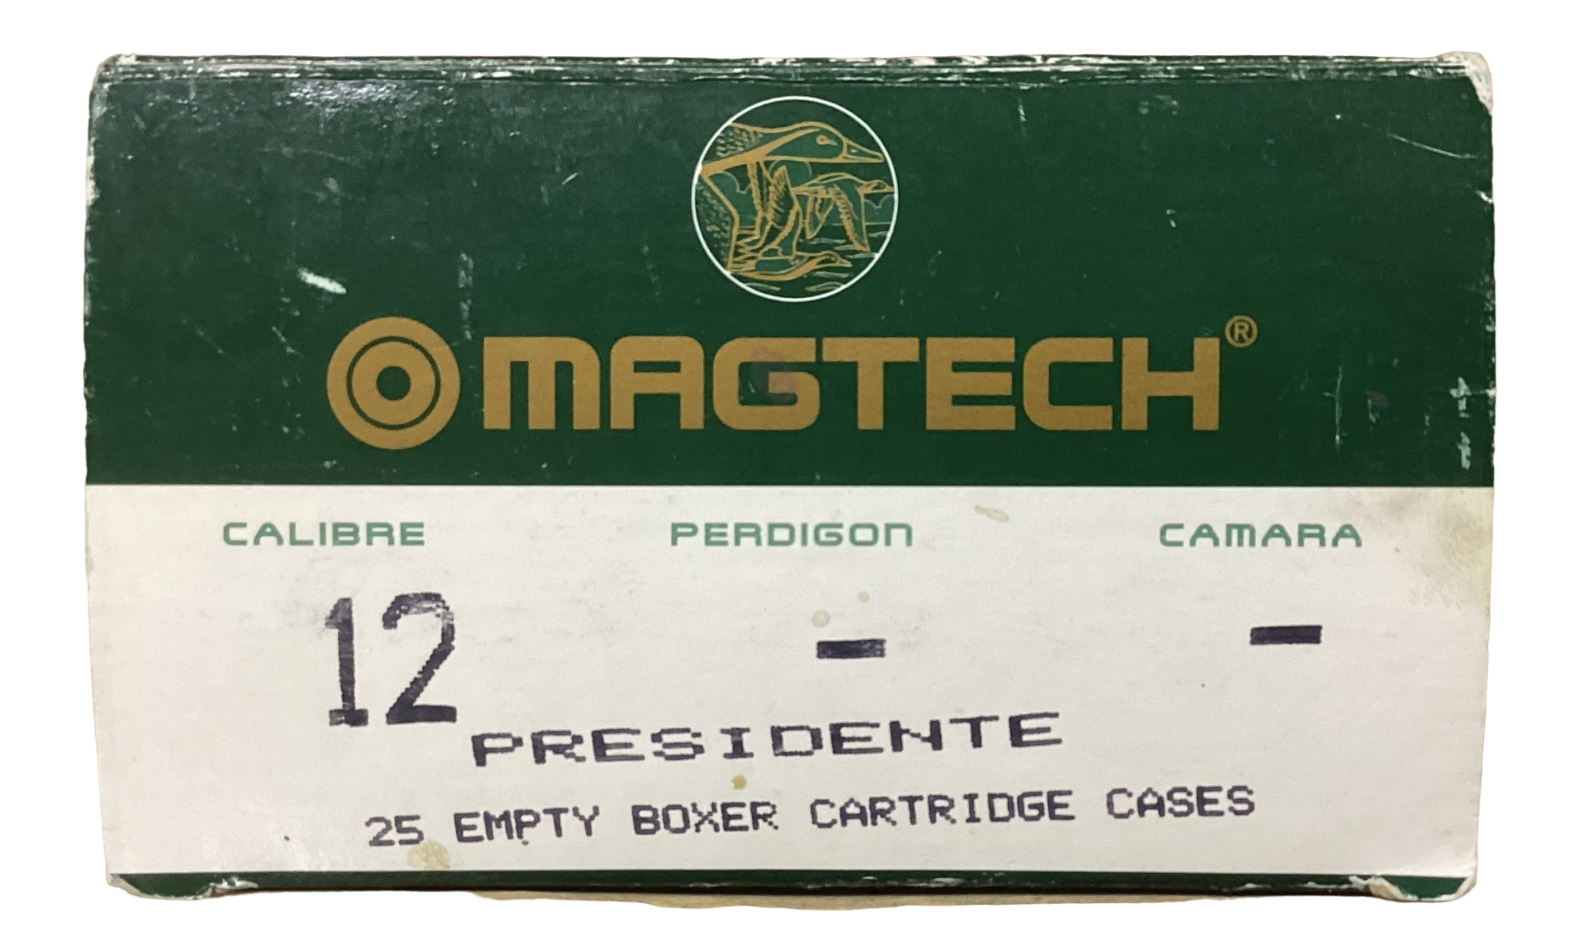 MAGTECH®
CALIBRE PERDIGON CAMARA
12 - -
PRESIDENTE
25 EMPTY BOXER CARTRIDGE CASES